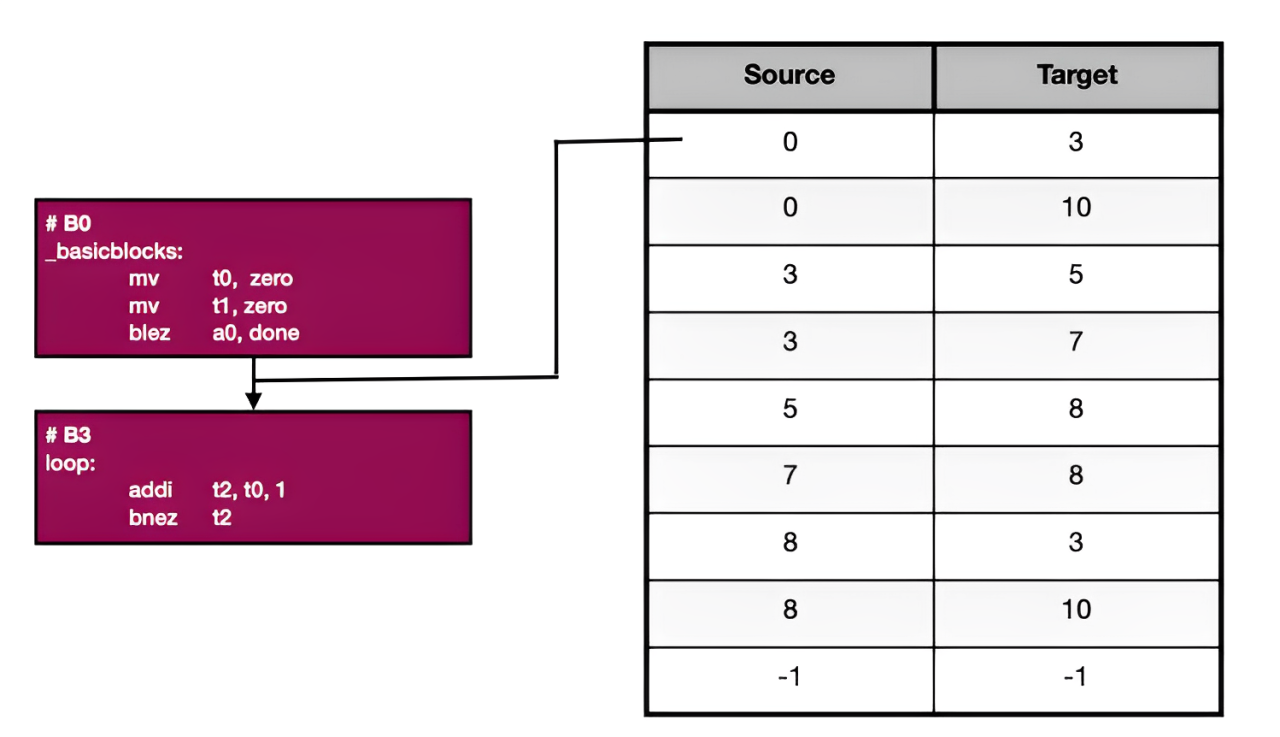 # B0
_basicblocks:
mv t0, zero
mv t1, zero
blez a0, done
# B3
loop:
addi t2, t0, 1
bnez t2
Source Target
0 3
0 10
3 5
3 7
5 8
7 8
8 3
8 10
-1 -1